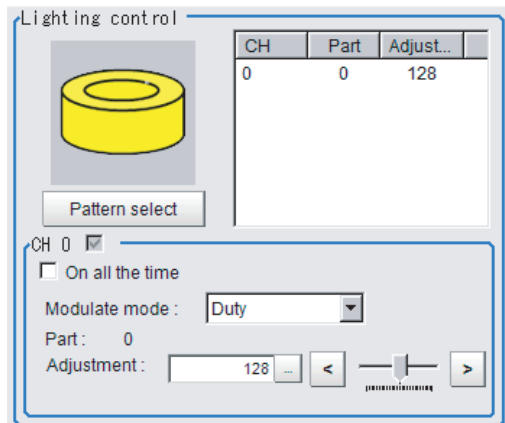 Lighting control
CH Part Adjust...
0 0 128
Pattern select
CH 0
On all the time
Modulate mode : Duty
Part : 0
Adjustment : 128 ... < >